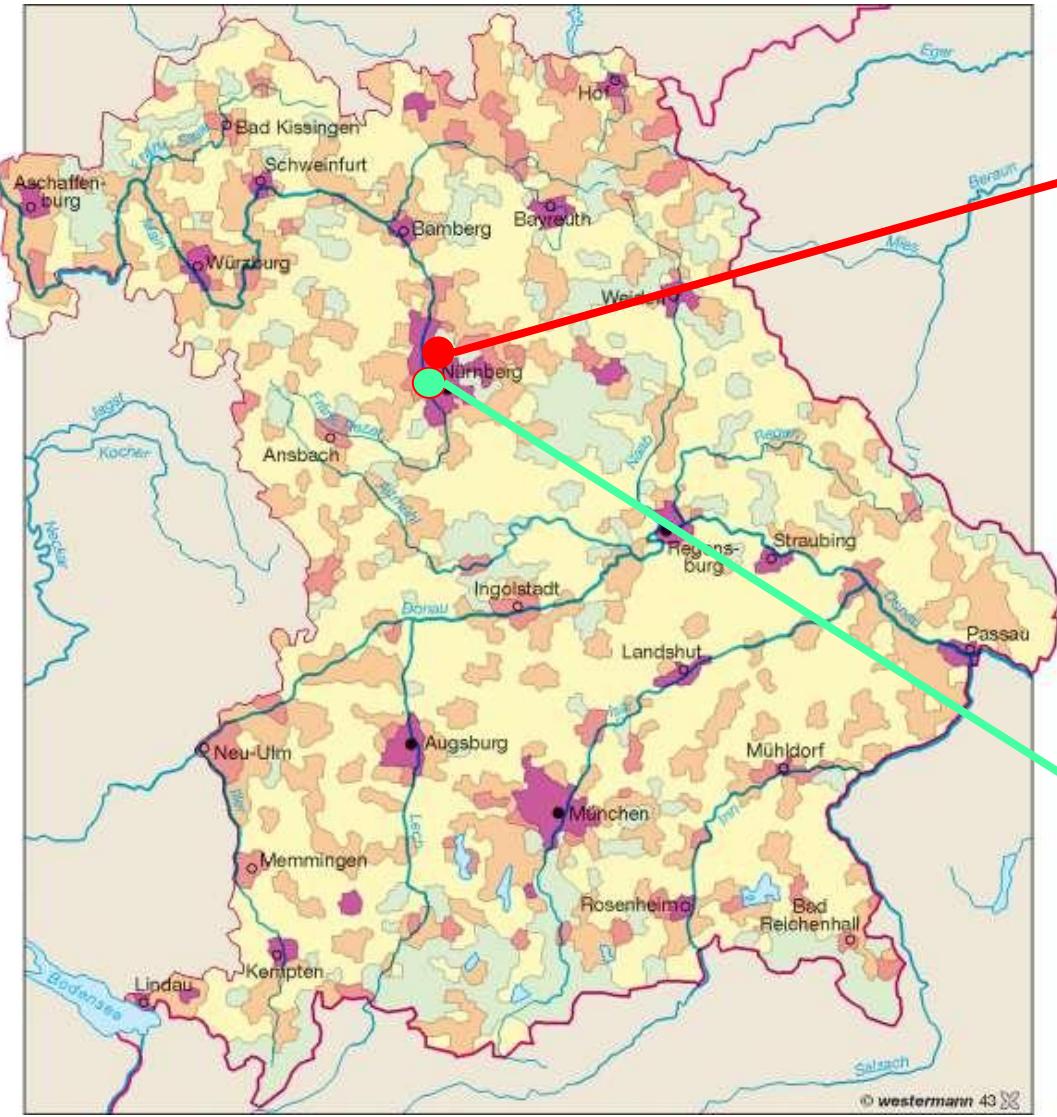 Eger
Hof
Bad Kissingen
Schweinfurt
Aschaffen-
burg
Beraun
Main
Bamberg
Bayreuth
Mies
Würzburg
Nürnberg
Jagst
Kocher
Ansbach
Naab
Regen
Altmühl
Neckar
Straubing
Regens-
burg
Ingolstadt
Donau
Donau
Passau
Landshut
Isar
Neu-Ulm
Augsburg
Mühldorf
Iller
Lech
München
Inn
Memmingen
Rosenheim
Bad
Reichenhall
Kempten
Lindau
Bodensee
Salzach
© westermann 43